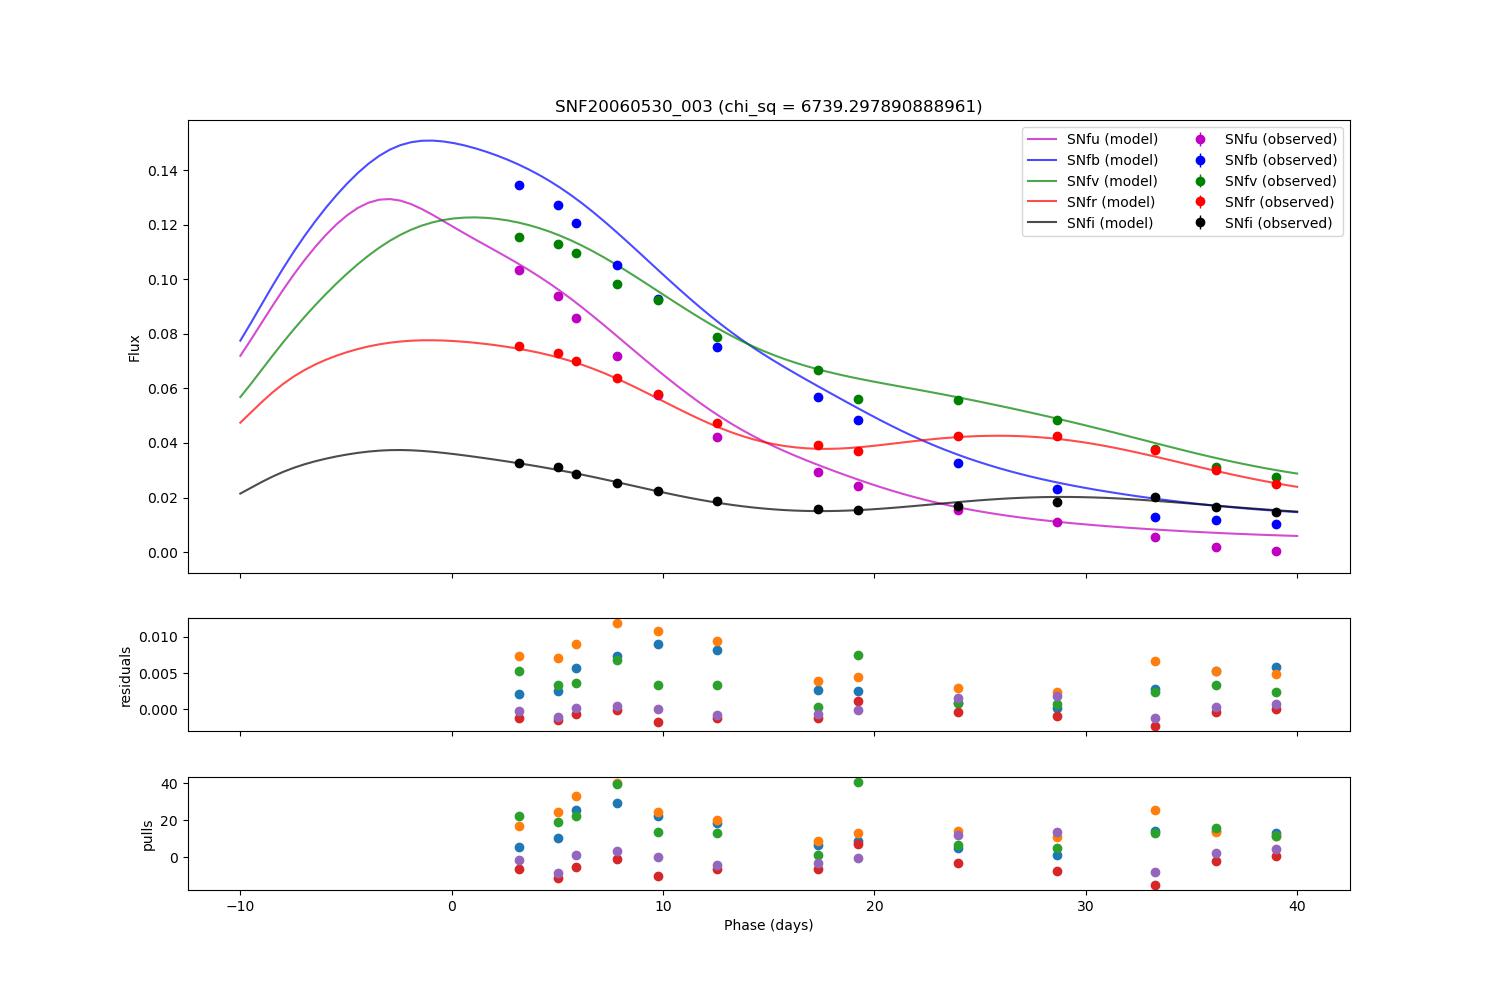 SNF20060530_003 (chi_sq = 6739.297890888961)
SNfu (model) SNfu (observed)
SNfb (model) SNfb (observed)
SNfv (model) SNfv (observed)
SNfr (model) SNfr (observed)
SNfi (model) SNfi (observed)
Flux
0.14
0.12
0.10
0.08
0.06
0.04
0.02
0.00
residuals
0.010
0.005
0.000
pulls
40
20
0
−10 0 10 20 30 40
Phase (days)